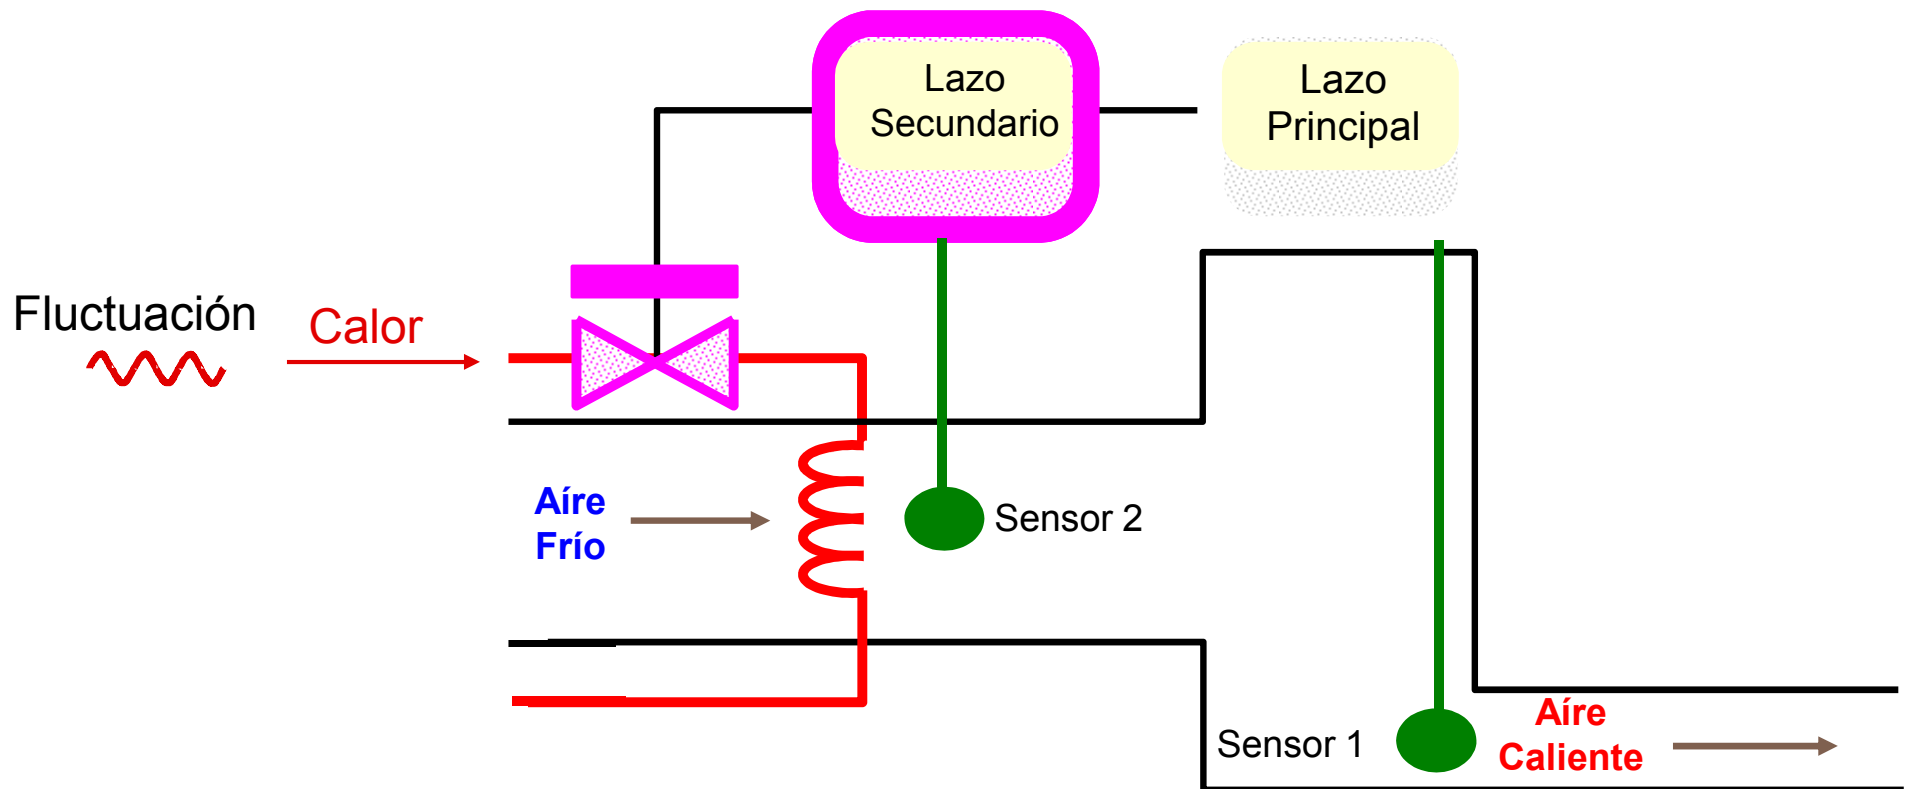 Lazo
Secundario
Lazo
Principal
Fluctuación
Calor
Aíre
Frío
Sensor 2
Sensor 1
Aíre
Caliente